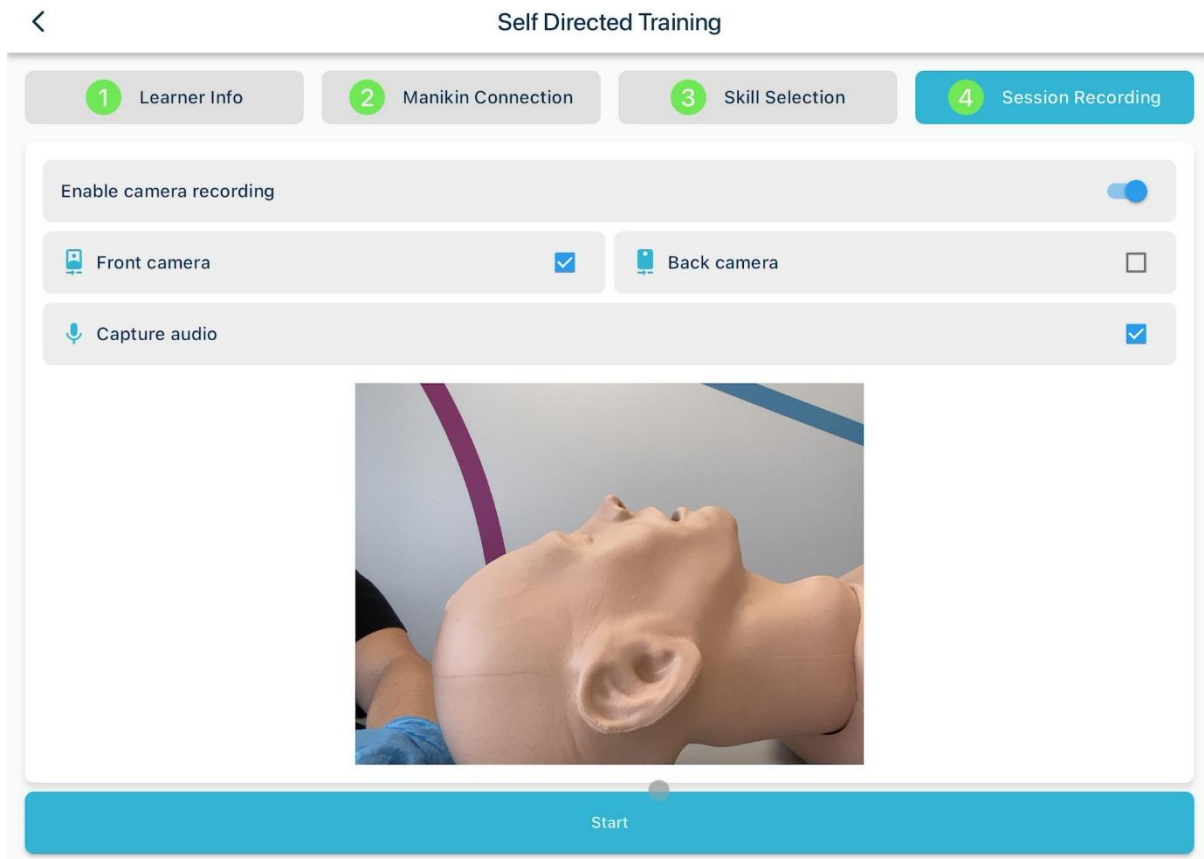 Self Directed Training
1 Learner Info
2 Manikin Connection
3 Skill Selection
4 Session Recording
Enable camera recording
Front camera
Back camera
Capture audio
Start